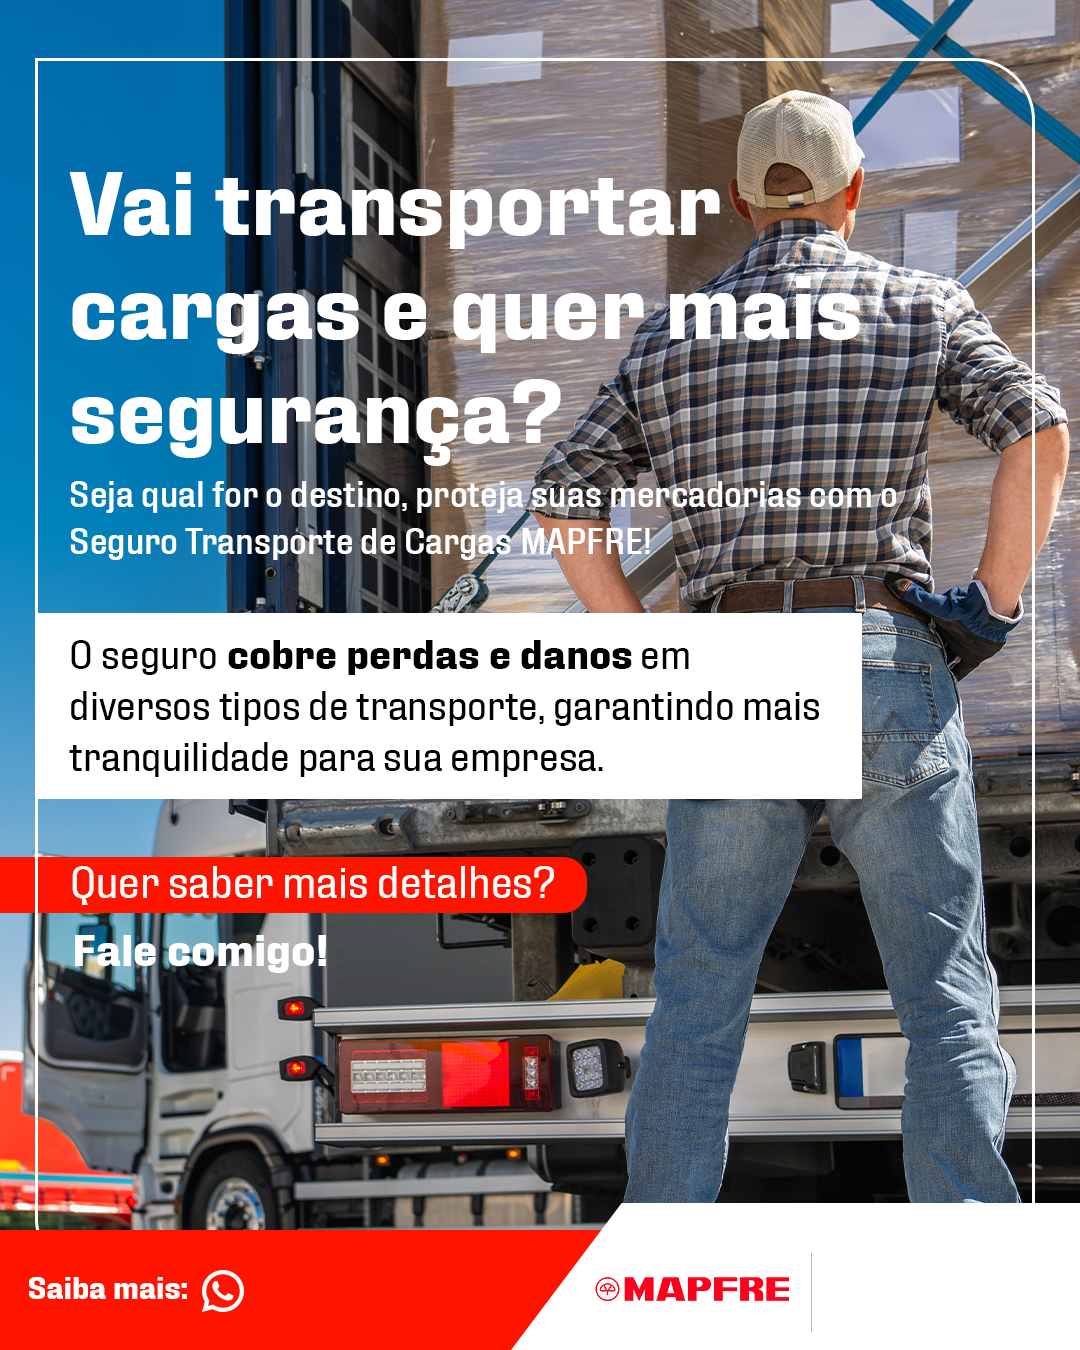 Vai transportar
cargas e quer mais
segurança?
Seja qual for o destino, proteja suas mercadorias com o
Seguro Transporte de Cargas MAPFRE!
O seguro cobre perdas e danos em
diversos tipos de transporte, garantindo mais
tranquilidade para sua empresa.
Quer saber mais detalhes?
Fale comigo!
Saiba mais:
MAPFRE